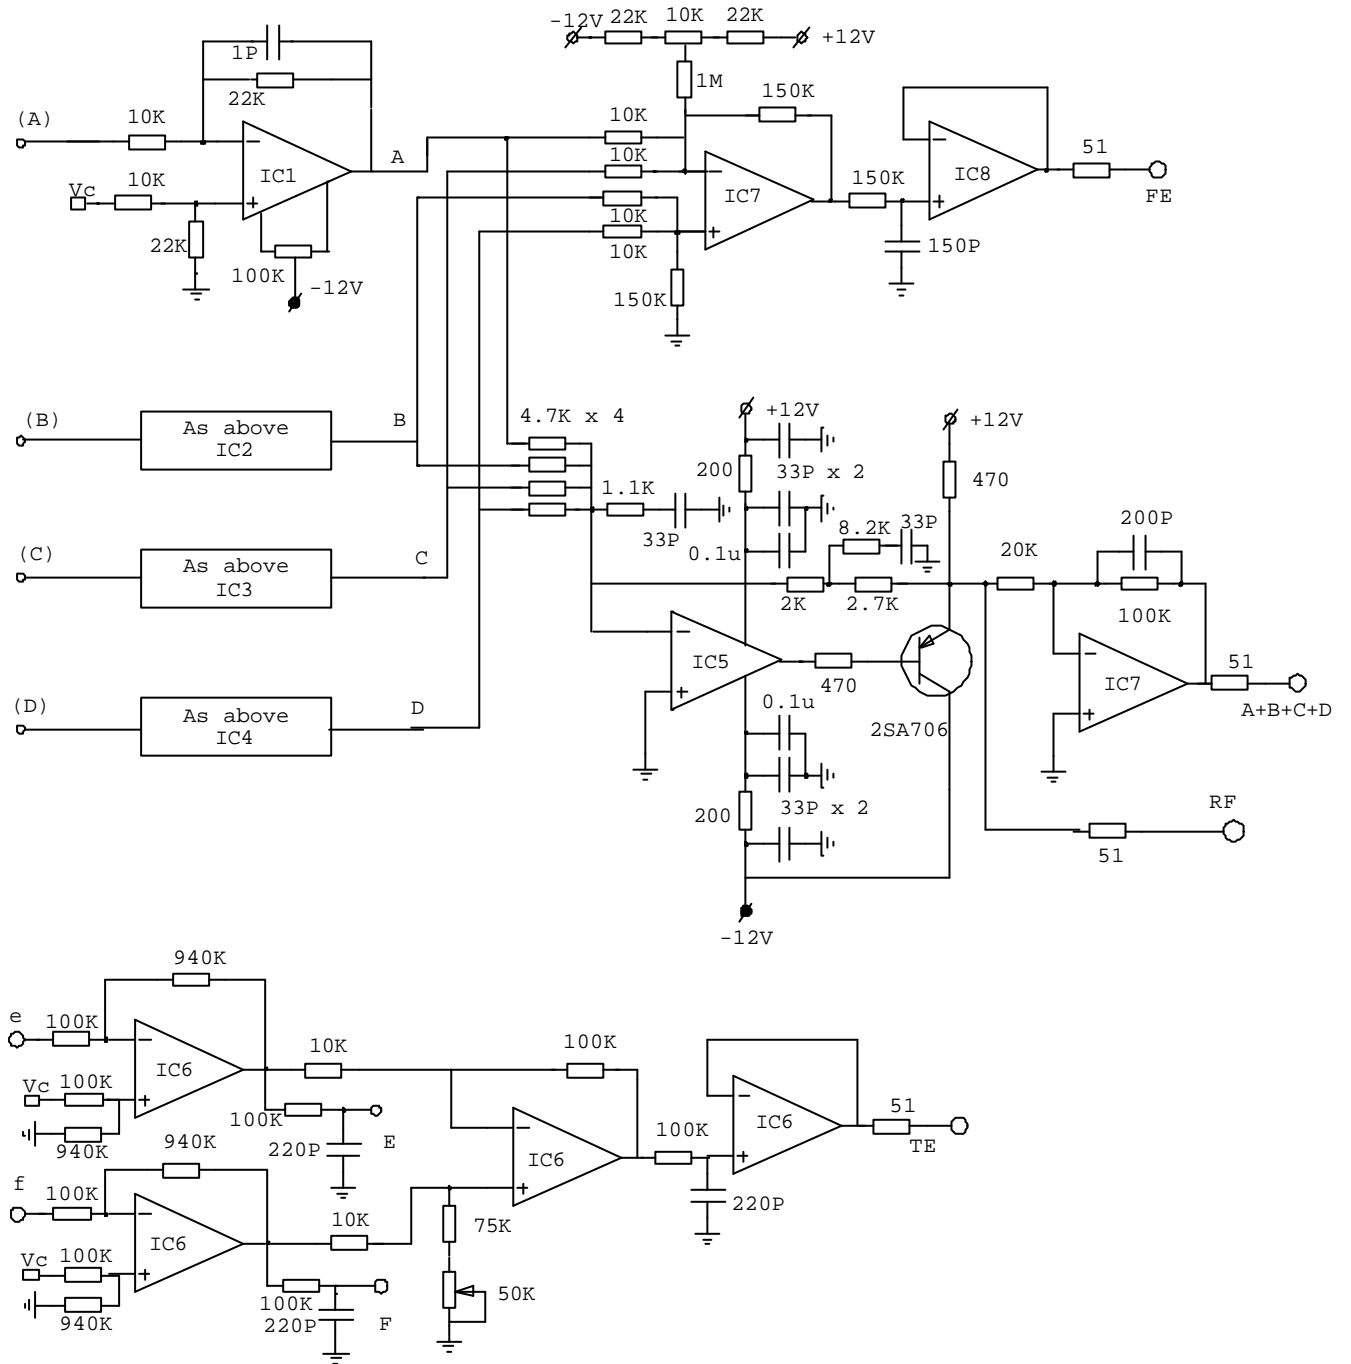 -12V 22K 10K 22K
+12V
1P
1M
22K
150K
(A)
10K
10K
51
A
10K
IC1
IC7
IC8
Vc
10K
150K
FE
10K
22K
10K
150P
100K
-12V
150K
(B)
As above
IC2
B
4.7K x 4
+12V
+12V
200
33P x 2
470
1.1K
200P
33P
0.1u
8.2K
33P
20K
(C)
As above
IC3
C
2K
2.7K
100K
IC5
470
IC7
51
(D)
As above
IC4
D
0.1u
2SA706
A+B+C+D
200
33P x 2
RF
51
-12V
940K
e
100K
10K
100K
IC6
Vc
100K
IC6
51
100K
E
100K
TE
940K
940K
220P
IC6
f
100K
220P
10K
75K
IC6
Vc
100K
50K
100K
940K
220P
F